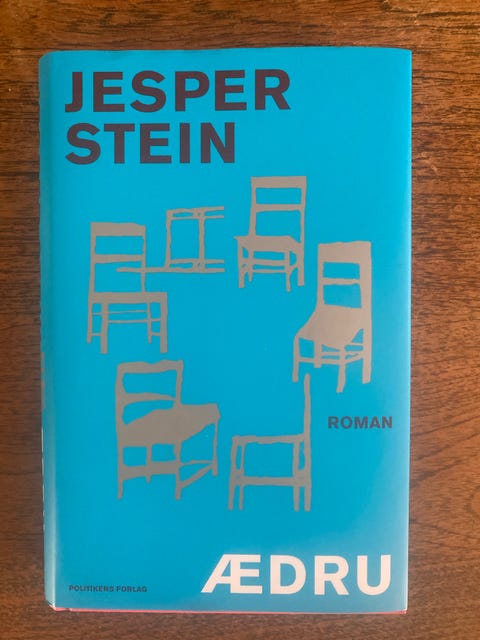 JESPER
STEIN
ROMAN
POLITIKENS FORLAG
ÆDRU